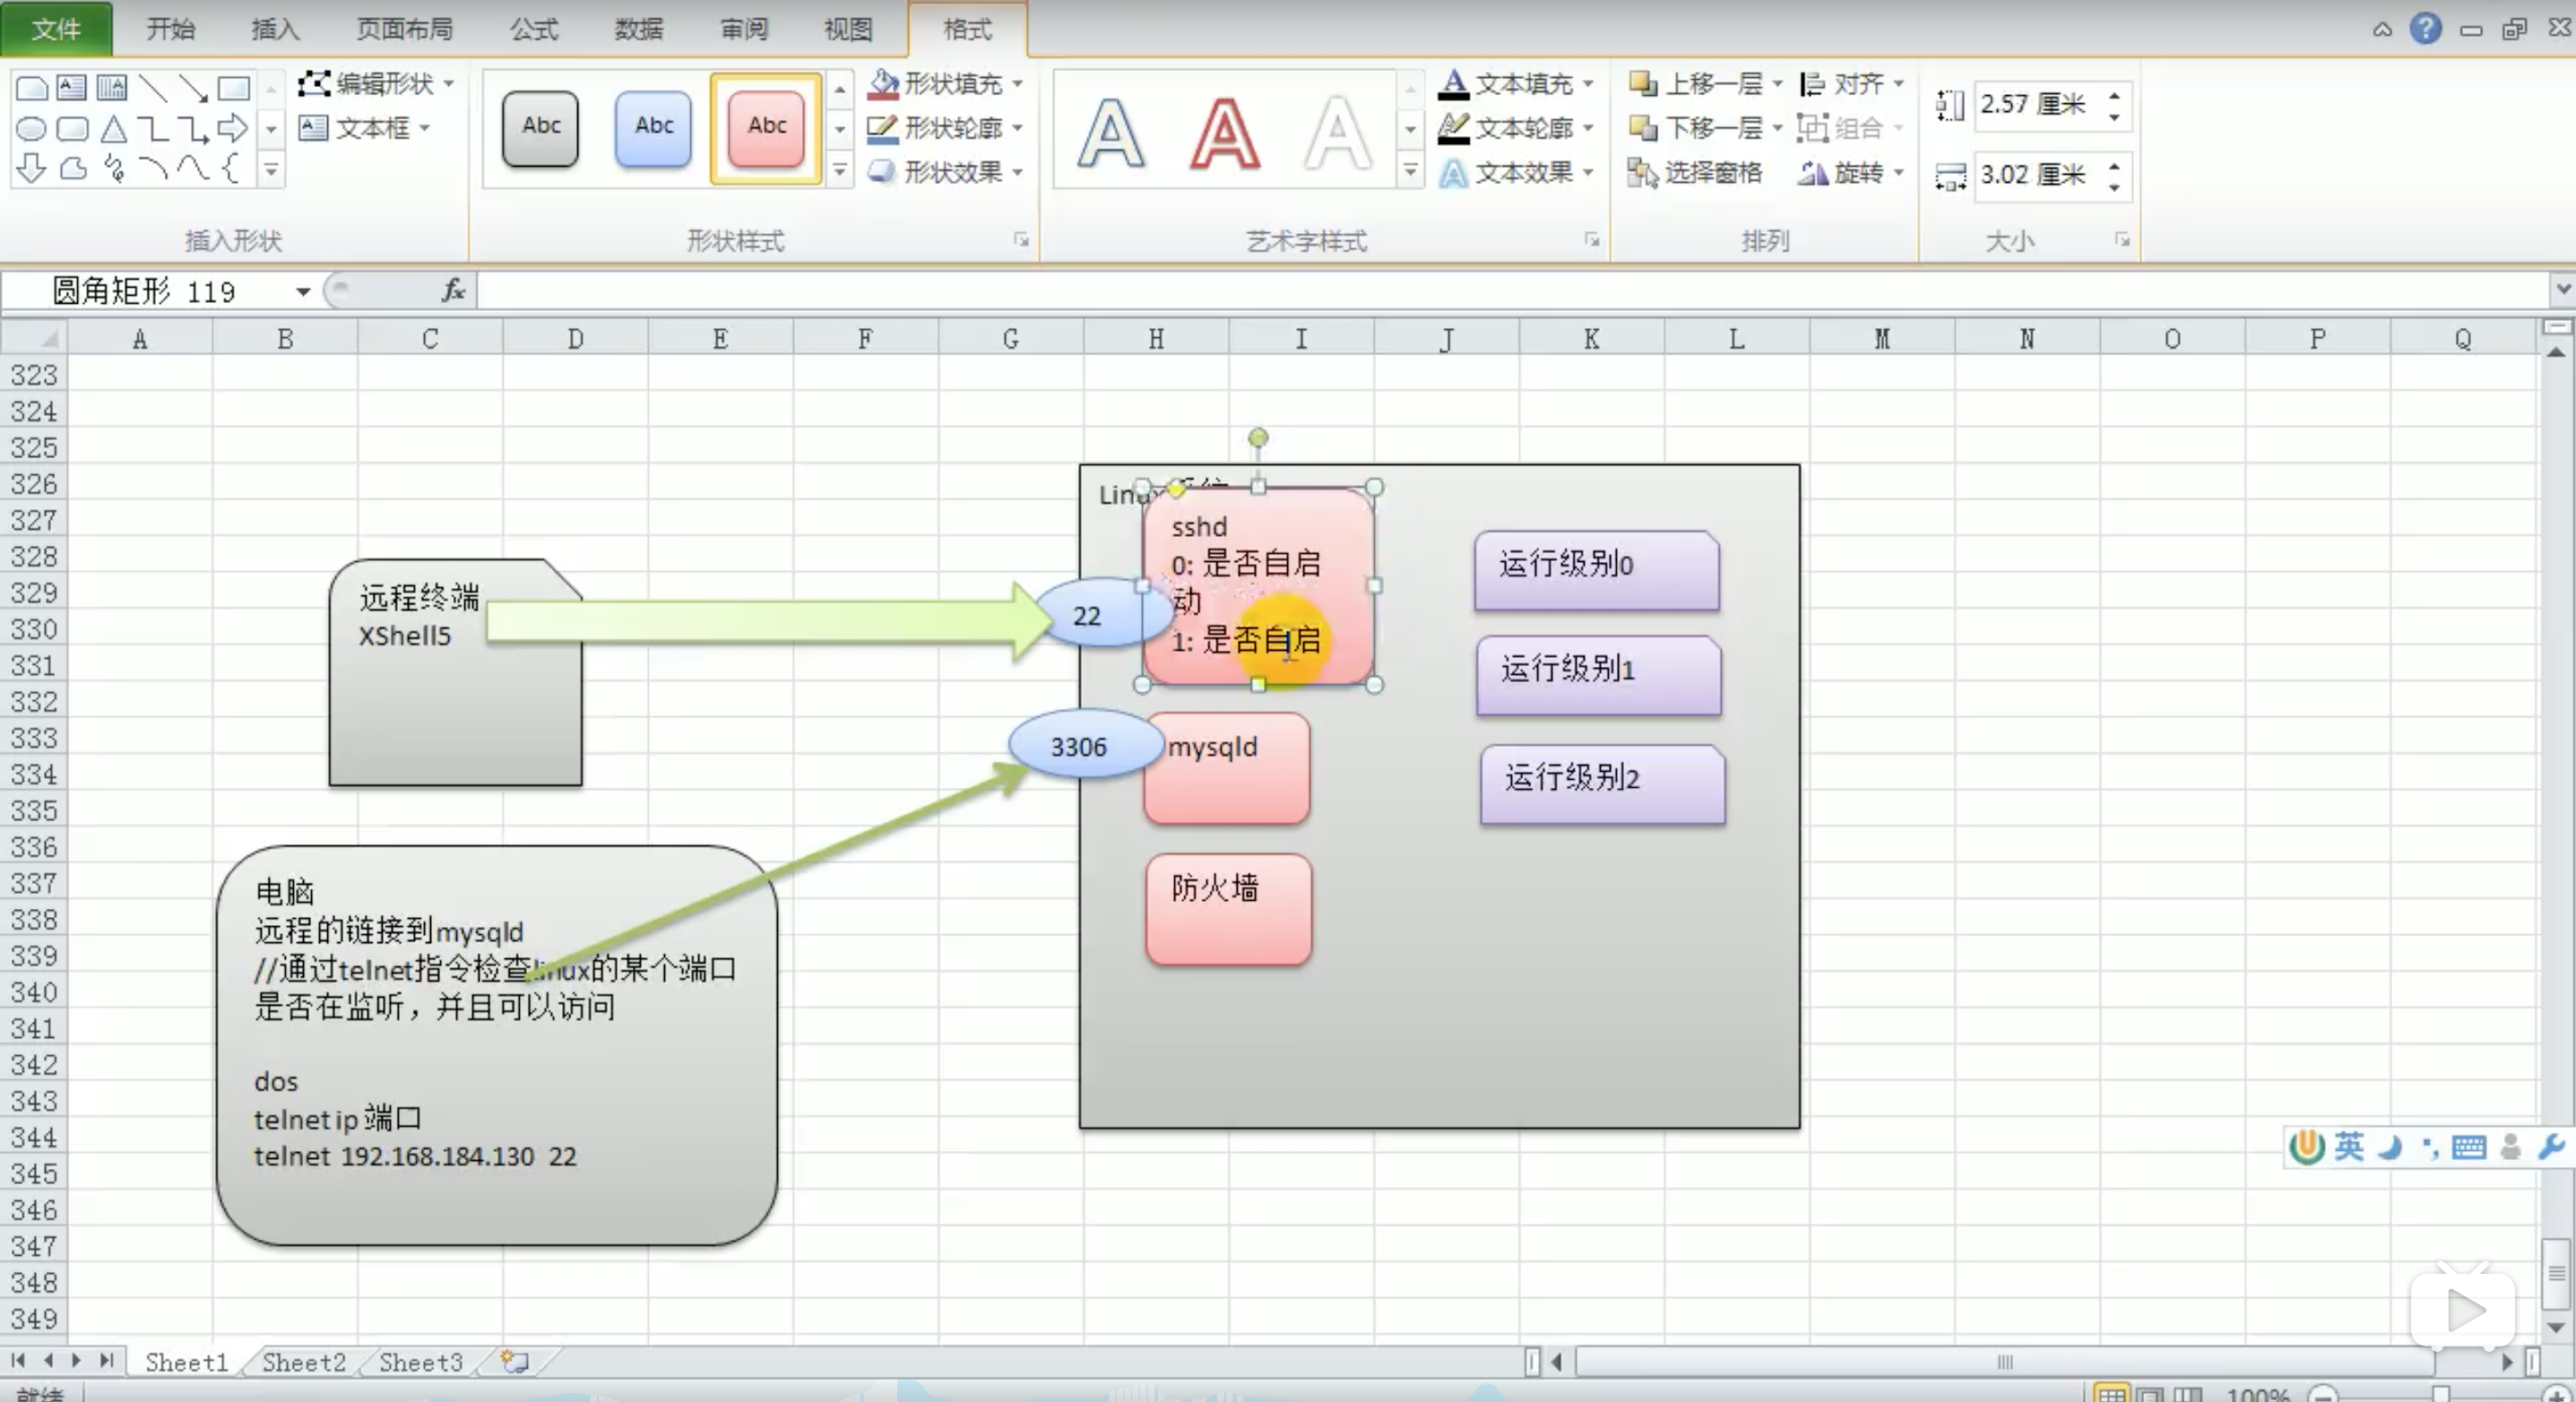 文件 开始 插入 页面布局 公式 数据 审阅 视图 格式
编辑形状
文本框
插入形状
Abc Abc Abc
形状填充
形状轮廓
形状效果
形状样式
A A A
文本填充
文本轮廓
文本效果
艺术字样式
上移一层 对齐
下移一层 组合
选择窗格 旋转
排列
2.57 厘米
3.02 厘米
大小
圆角矩形 119
fx
A B C D E F G H I J K L M N O P Q
323
324
325
326
327
328
329
330
331
332
333
334
335
336
337
338
339
340
341
342
343
344
345
346
347
348
349
远程终端
XShell5
电脑
远程的链接到mysqld
//通过telnet指令检查linux的某个端口
是否在监听，并且可以访问
dos
telnet ip 端口
telnet 192.168.184.130 22
22
3306
sshd
0: 是否自启
动
1: 是否自启
mysqld
防火墙
运行级别0
运行级别1
运行级别2
英
Sheet1 Sheet2 Sheet3
就绪
100%